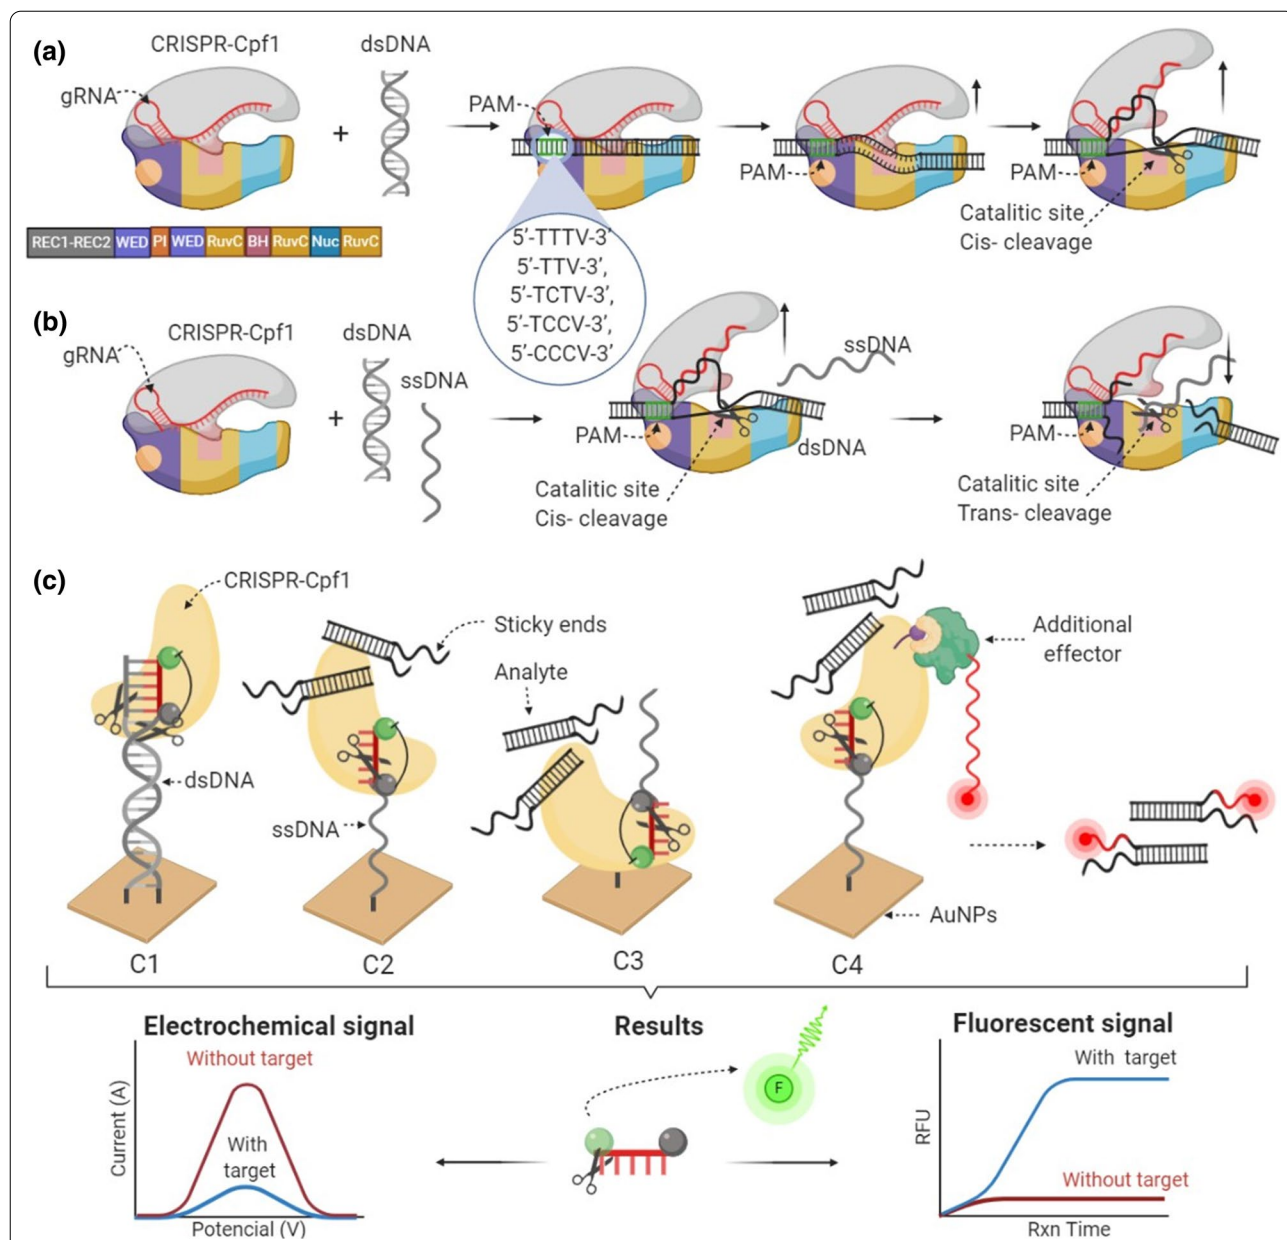 (a)
CRISPR-Cpf1
dsDNA
gRNA
+
PAM
PAM
PAM
Catalitic site
Cis- cleavage
REC1-REC2 WED PI WED RuvC BH RuvC Nuc RuvC
5′-TTTV-3′
5′-TTV-3′,
5′-TCTV-3′,
5′-TCCV-3′,
5′-CCCV-3′
(b)
CRISPR-Cpf1
dsDNA
gRNA
ssDNA
+
ssDNA
PAM
dsDNA
Catalitic site
Cis- cleavage
PAM
Catalitic site
Trans- cleavage
(c)
CRISPR-Cpf1
Sticky ends
Analyte
Additional
effector
dsDNA
ssDNA
AuNPs
C1
C2
C3
C4
Electrochemical signal
Without target
With
target
Current (A)
Potencial (V)
Results
F
Fluorescent signal
With target
Without target
RFU
Rxn Time